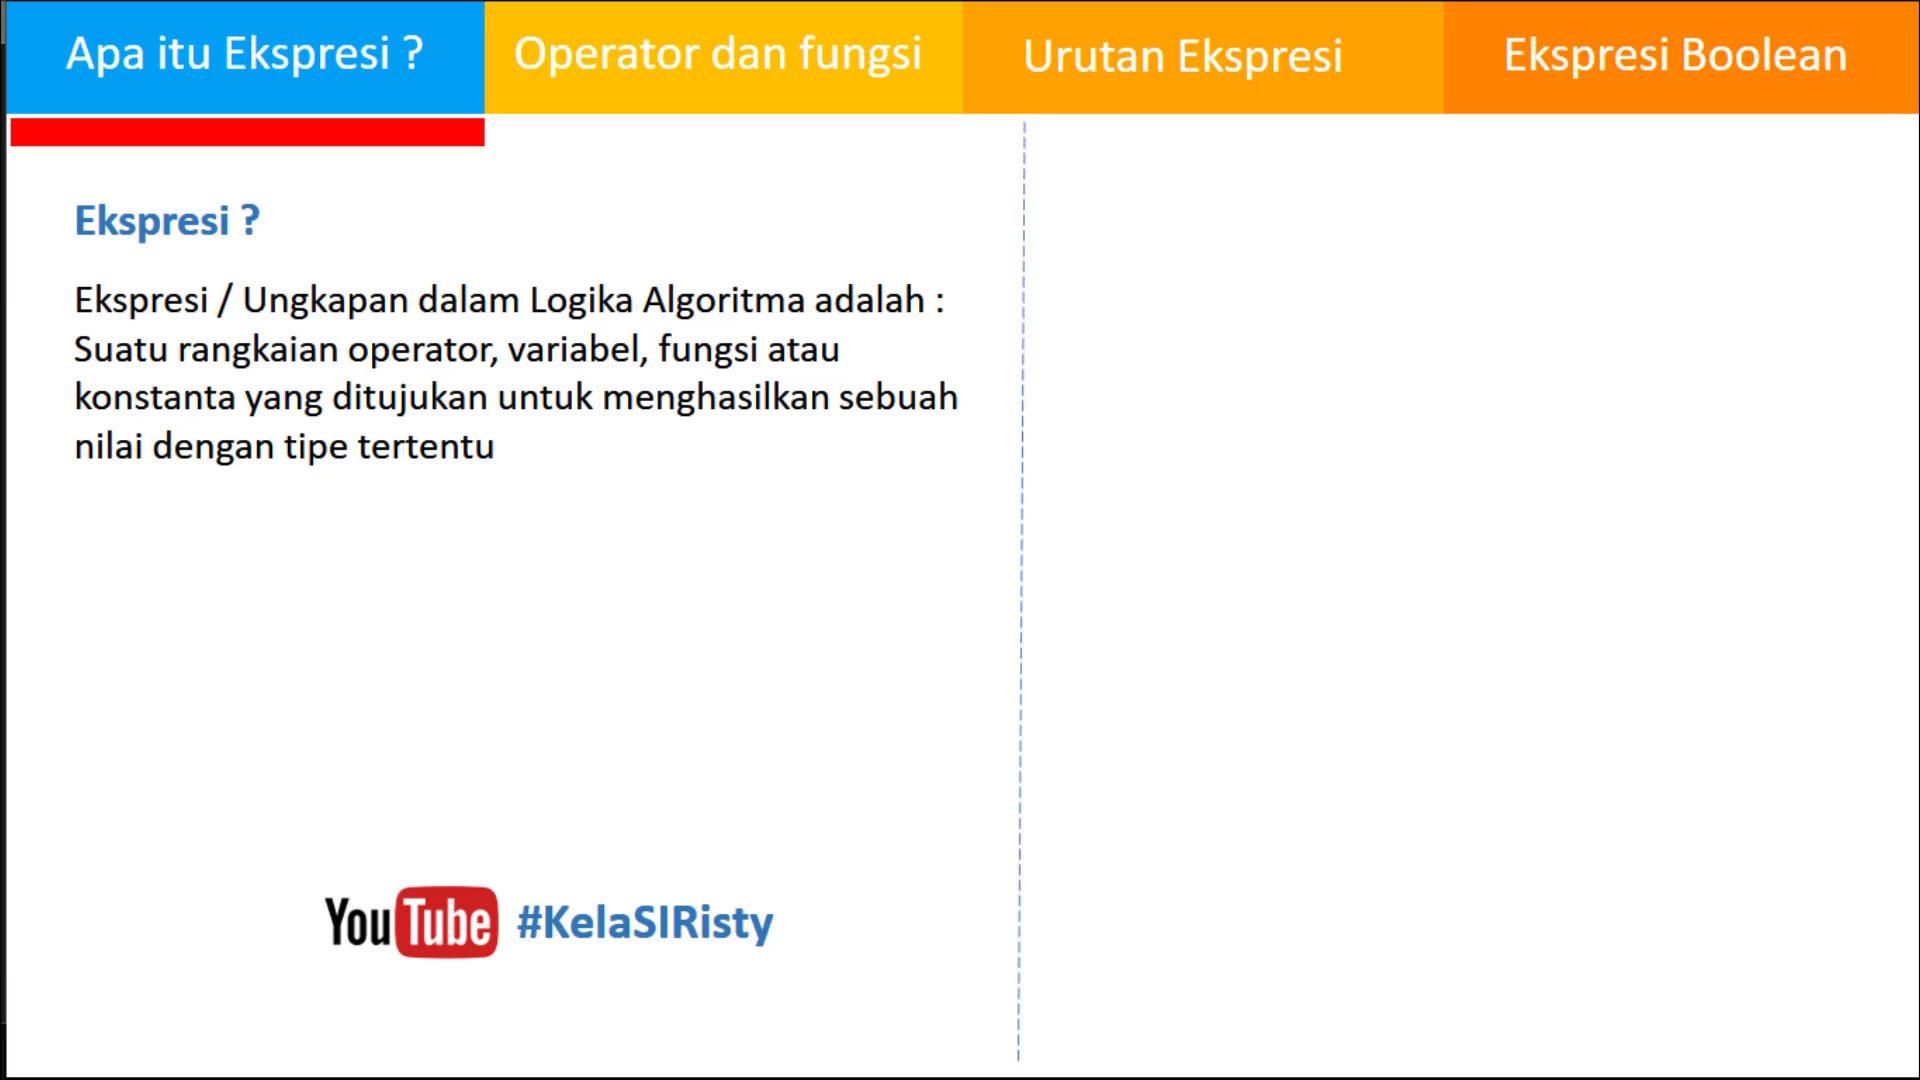 Apa itu Ekspresi ?
Operator dan fungsi
Urutan Ekspresi
Ekspresi Boolean
Ekspresi ?
Ekspresi / Ungkapan dalam Logika Algoritma adalah :
Suatu rangkaian operator, variabel, fungsi atau
konstanta yang ditujukan untuk menghasilkan sebuah
nilai dengan tipe tertentu
YouTube #KelaSIRisty